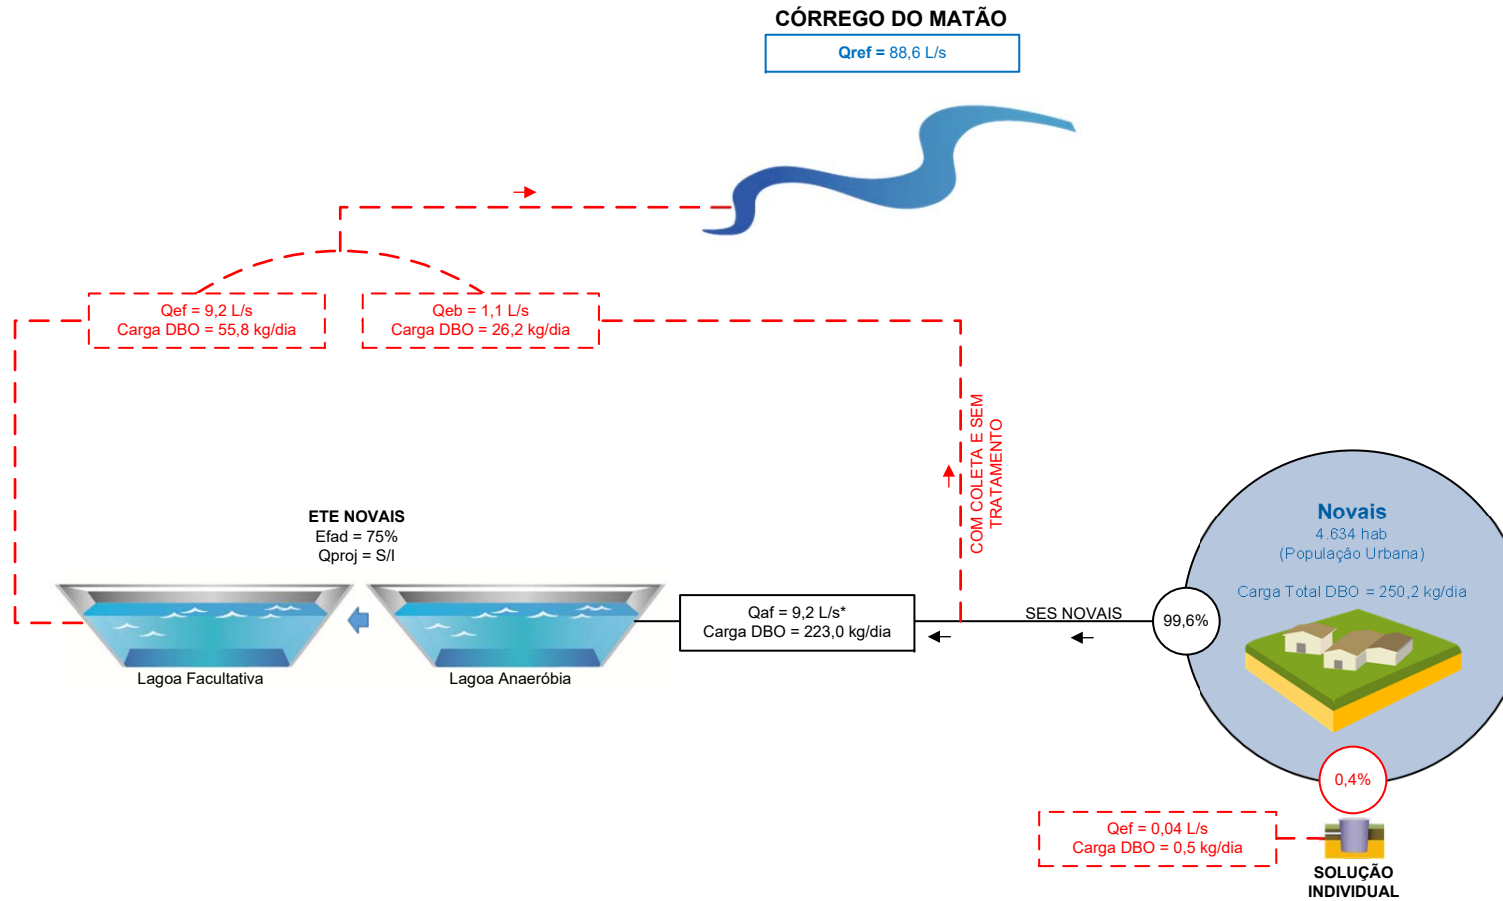 CÓRREGO DO MATÃO
Qref = 88,6 L/s
Qef = 9,2 L/s
Carga DBO = 55,8 kg/dia
Qeb = 1,1 L/s
Carga DBO = 26,2 kg/dia
COM COLETA E SEM
TRATAMENTO
ETE NOVAIS
Efad = 75%
Qproj = S/I
Lagoa Facultativa
Lagoa Anaeróbia
Qaf = 9,2 L/s*
Carga DBO = 223,0 kg/dia
SES NOVAIS
99,6%
Novais
4.634 hab
(População Urbana)
Carga Total DBO = 250,2 kg/dia
0,4%
Qef = 0,04 L/s
Carga DBO = 0,5 kg/dia
SOLUÇÃO
INDIVIDUAL